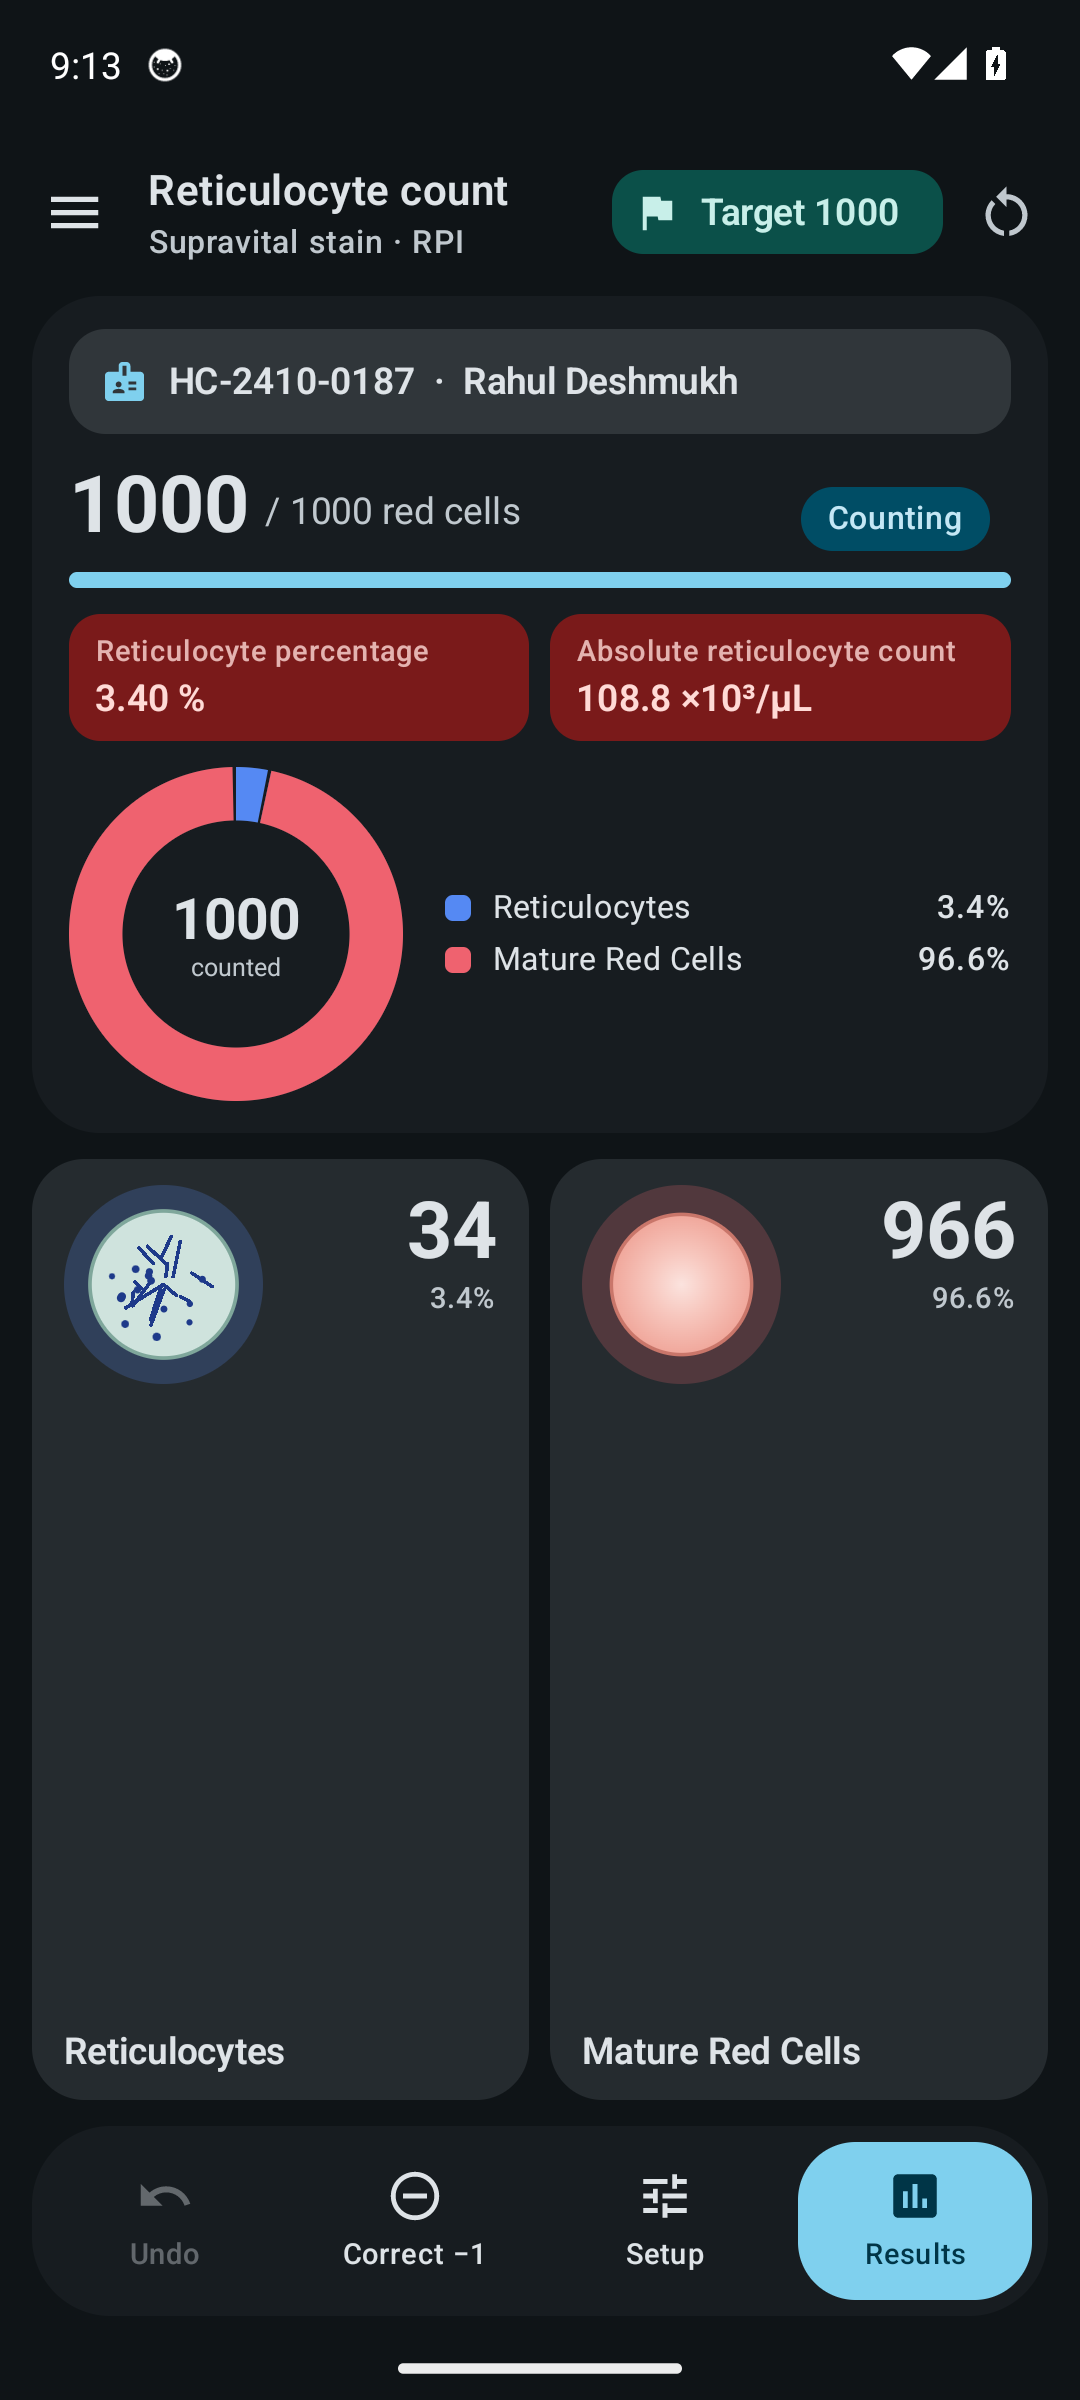 9:13
Reticulocyte count
Supravital stain · RPI
Target 1000
HC-2410-0187 · Rahul Deshmukh
1000 / 1000 red cells
Counting
Reticulocyte percentage
3.40 %
Absolute reticulocyte count
108.8 ×10³/µL
1000
counted
Reticulocytes 3.4%
Mature Red Cells 96.6%
34
3.4%
Reticulocytes
966
96.6%
Mature Red Cells
Undo
Correct −1
Setup
Results